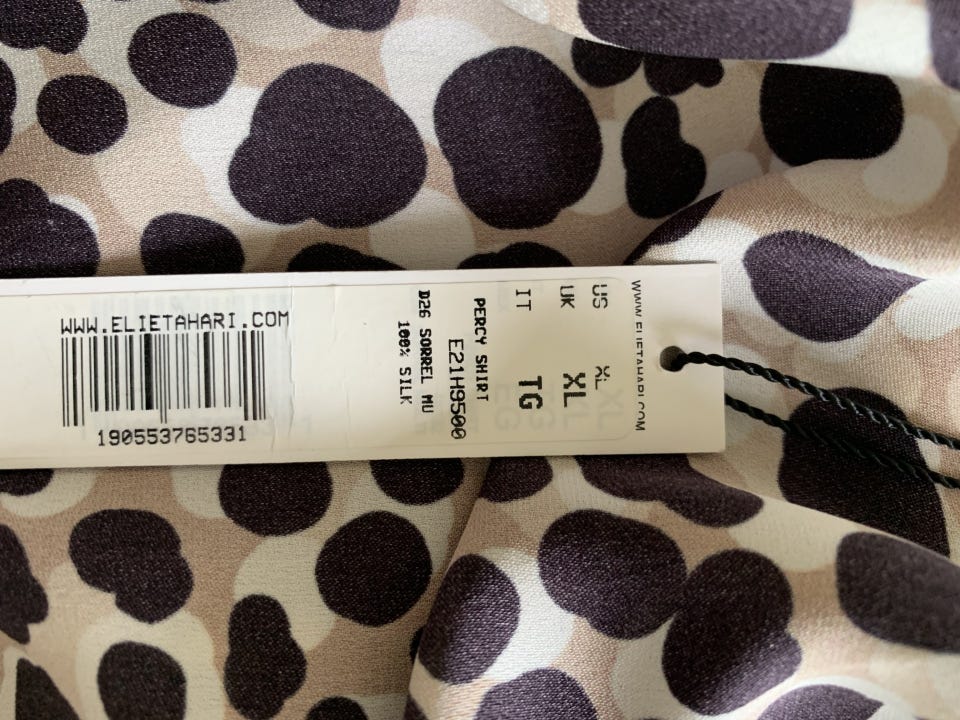 WWW.ELIETAHARI.COM
190553765331
D26 SORREL MU
100% SILK
PERCY SHIRT
E21H9500
US XL
UK XL
IT TG
WWW.ELIETAHARI.COM